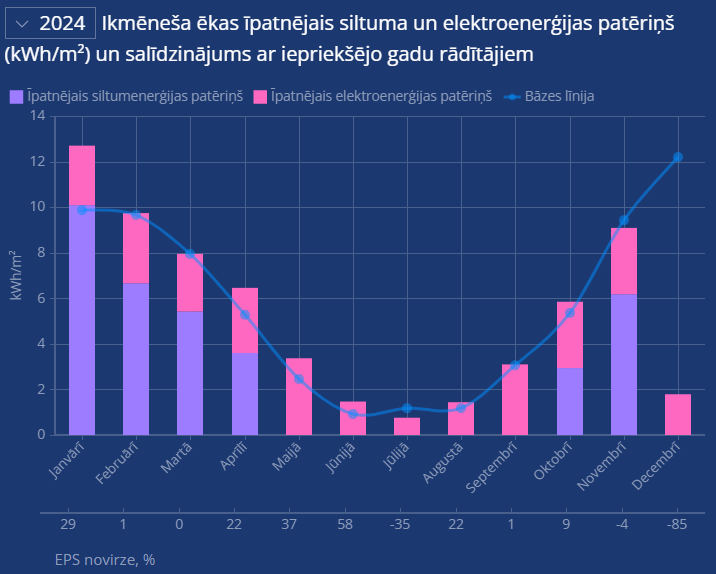 2024 Ikmēneša ēkas īpatnējais siltuma un elektroenerģijas patēriņš
(kWh/m²) un salīdzinājums ar iepriekšējo gadu rādītājiem
Īpatnējais siltumenerģijas patēriņš Īpatnējais elektroenerģijas patēriņš Bāzes līnija
14
12
10
8
6
4
2
0
kWh/m²
Janvārī Februārī Martā Aprīlī Maijā Jūnijā Jūlijā Augustā Septembrī Oktobrī Novembrī Decembrī
29 1 0 22 37 58 -35 22 1 9 -4 -85
EPS novirze, %